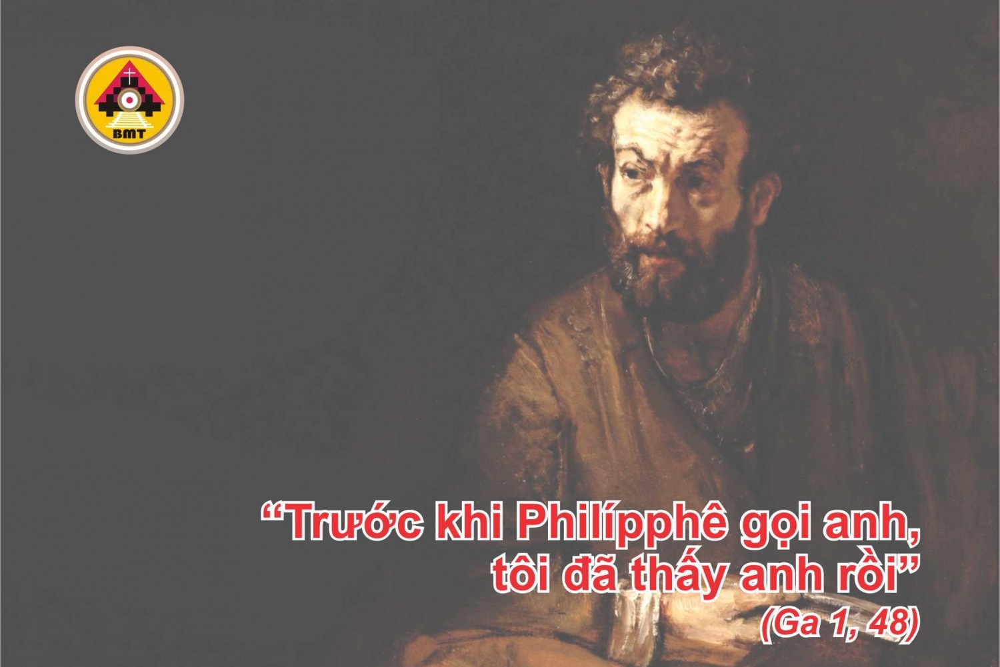 BMT
“Trước khi Philípphê gọi anh,
tôi đã thấy anh rồi”
(Ga 1, 48)